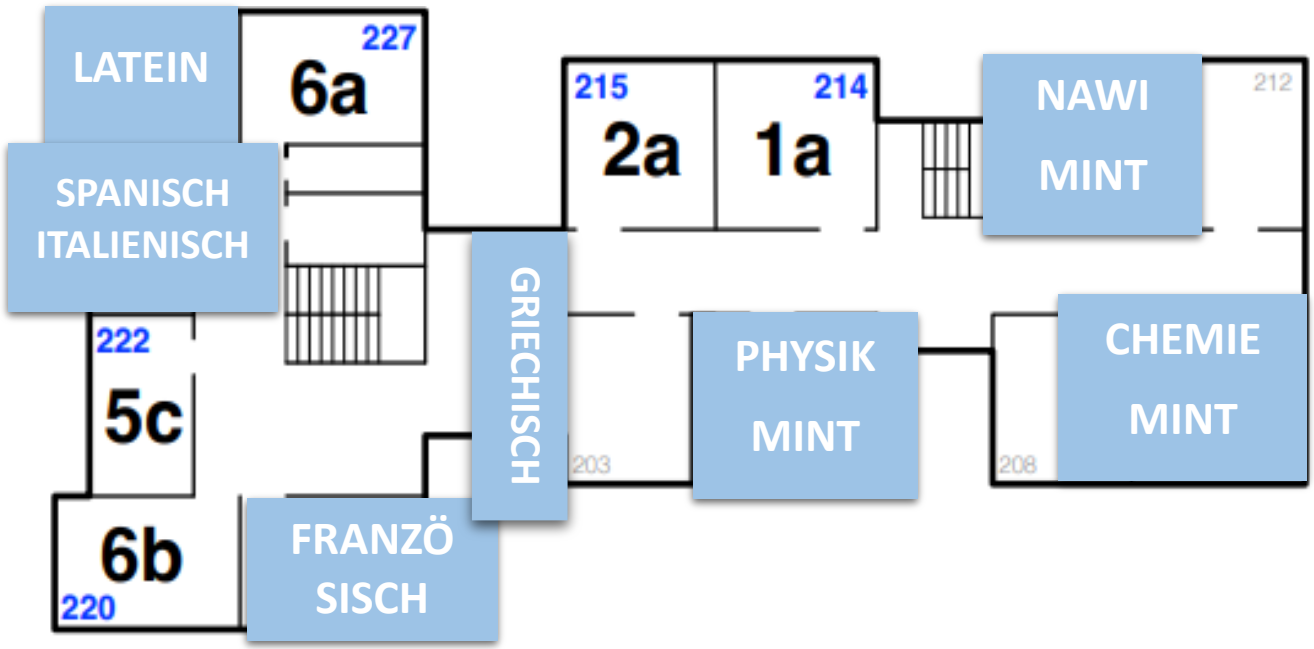 LATEIN
227
6a
SPANISCH
ITALIENISCH
215
2a
214
1a
NAWI
MINT
212
222
5c
GRIECHISCH
PHYSIK
MINT
CHEMIE
MINT
203
208
6b
220
FRANZÖ
SISCH